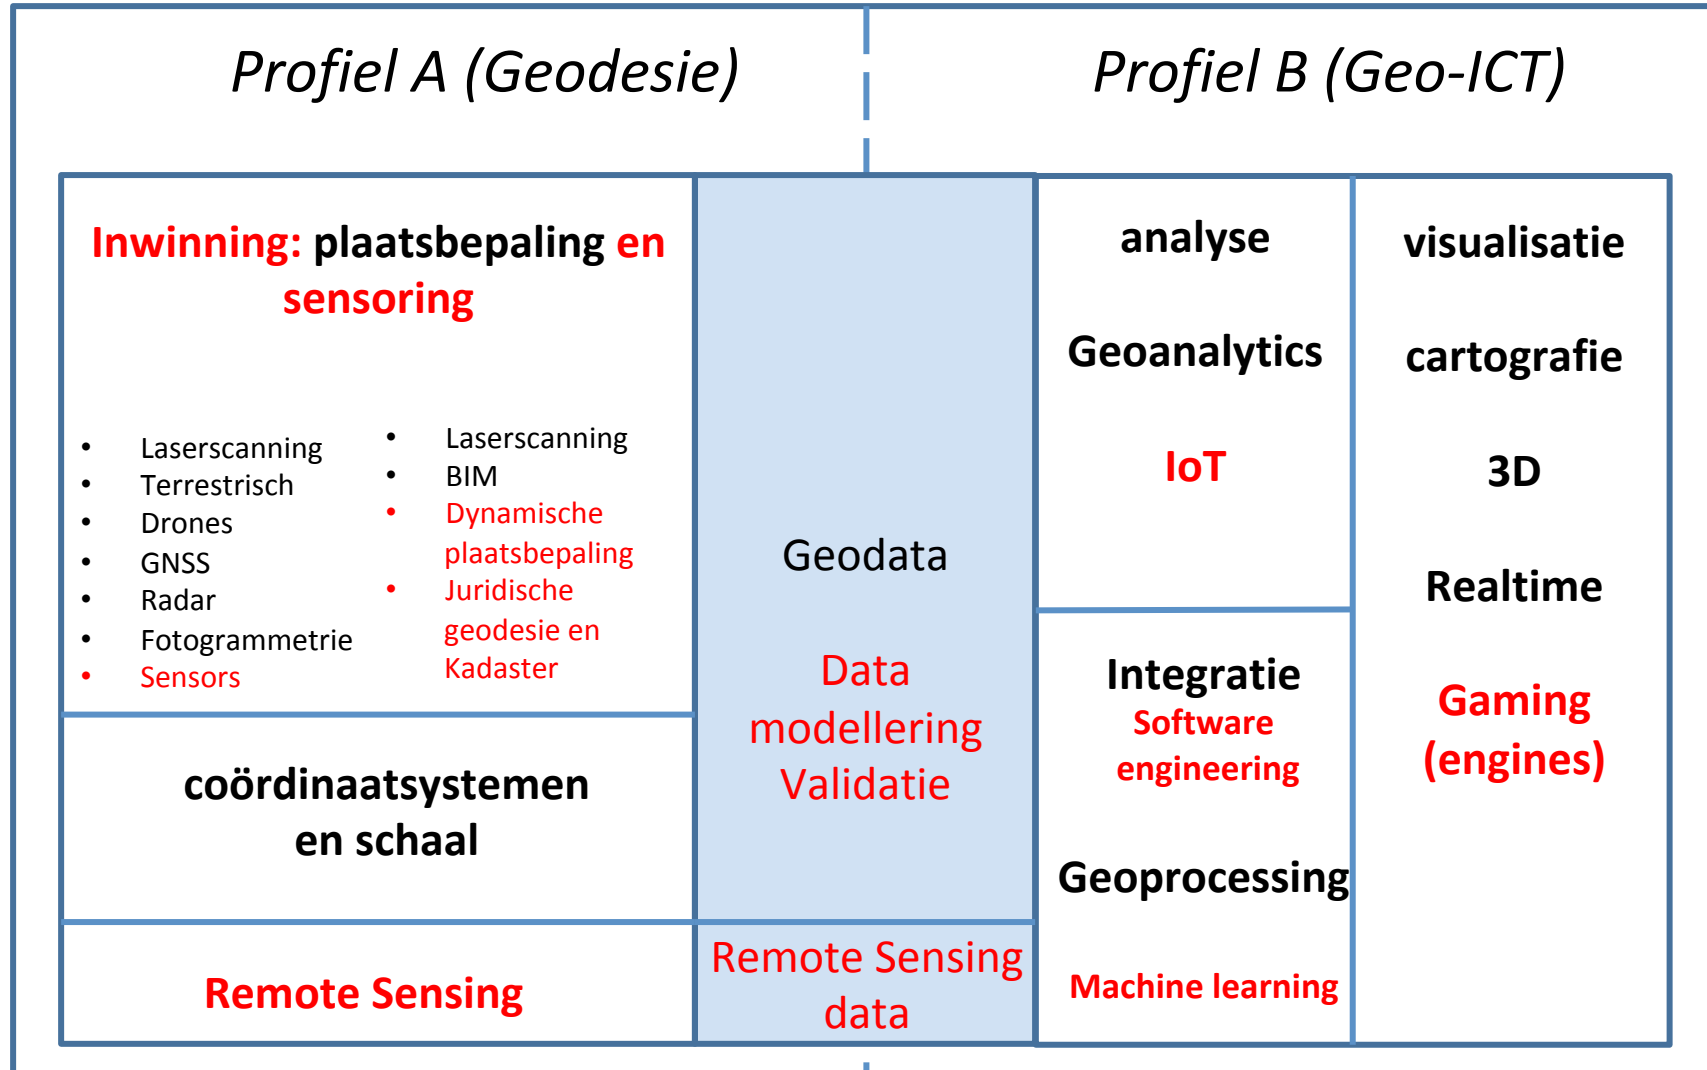 Profiel A (Geodesie)
Profiel B (Geo-ICT)
Inwinning: plaatsbepaling en
sensoring
• Laserscanning
• Terrestrisch
• Drones
• GNSS
• Radar
• Fotogrammetrie
• Sensors
• Laserscanning
• BIM
• Dynamische
plaatsbepaling
• Juridische
geodesie en
Kadaster
coördinaatsystemen
en schaal
Remote Sensing
Geodata
Data
modellering
Validatie
Remote Sensing
data
analyse
Geoanalytics
IoT
Integratie
Software
engineering
Geoprocessing
Machine learning
visualisatie
cartografie
3D
Realtime
Gaming
(engines)